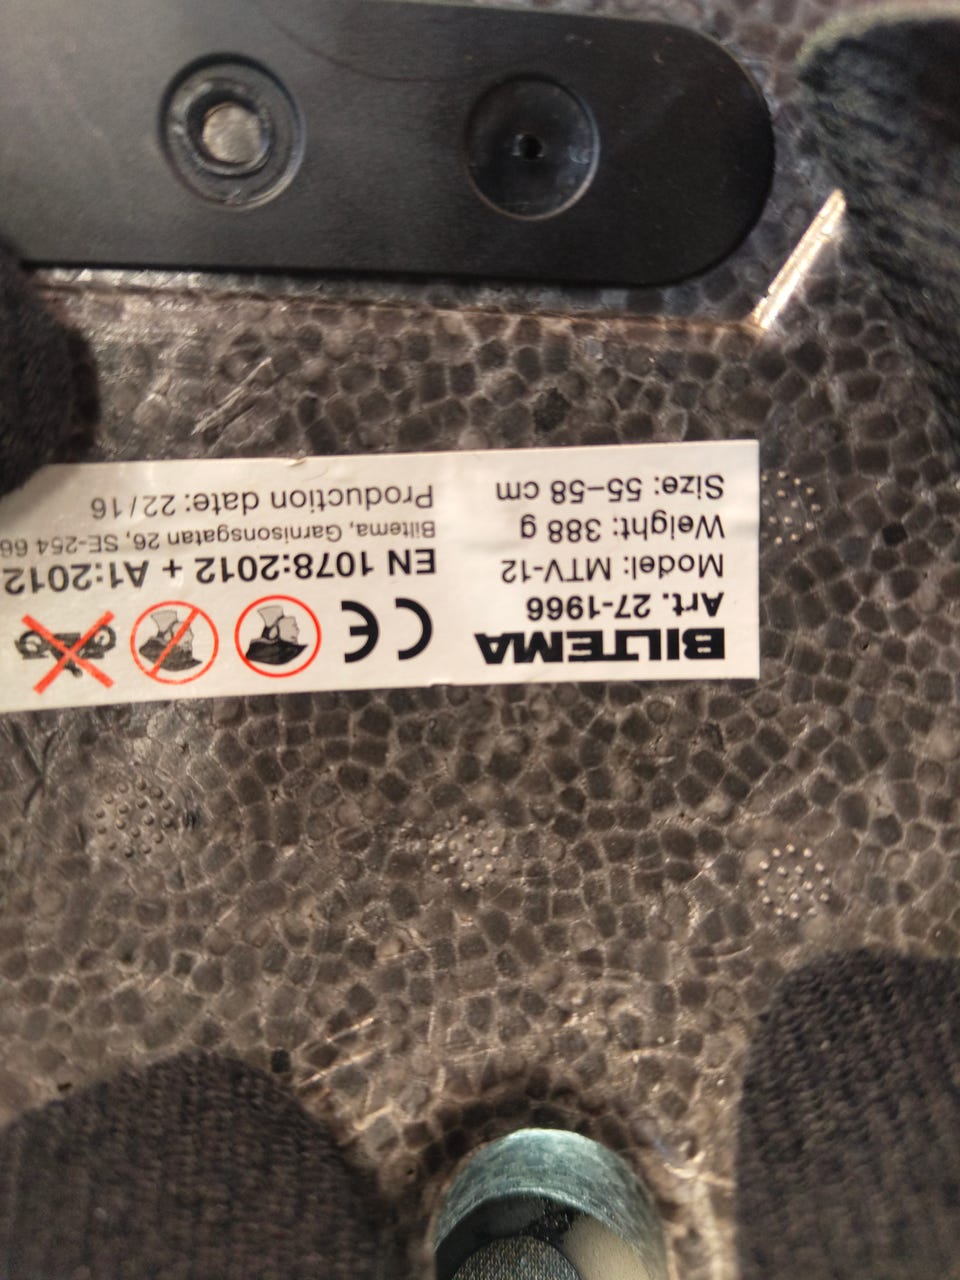 BILTEMA
Art. 27-1966
Model: MTV-12
Weight: 388 g
Size: 55–58 cm
CE
EN 1078:2012 + A1:2012
Biltema, Garnisonsgatan 26, SE-254 66
Production date: 22/16